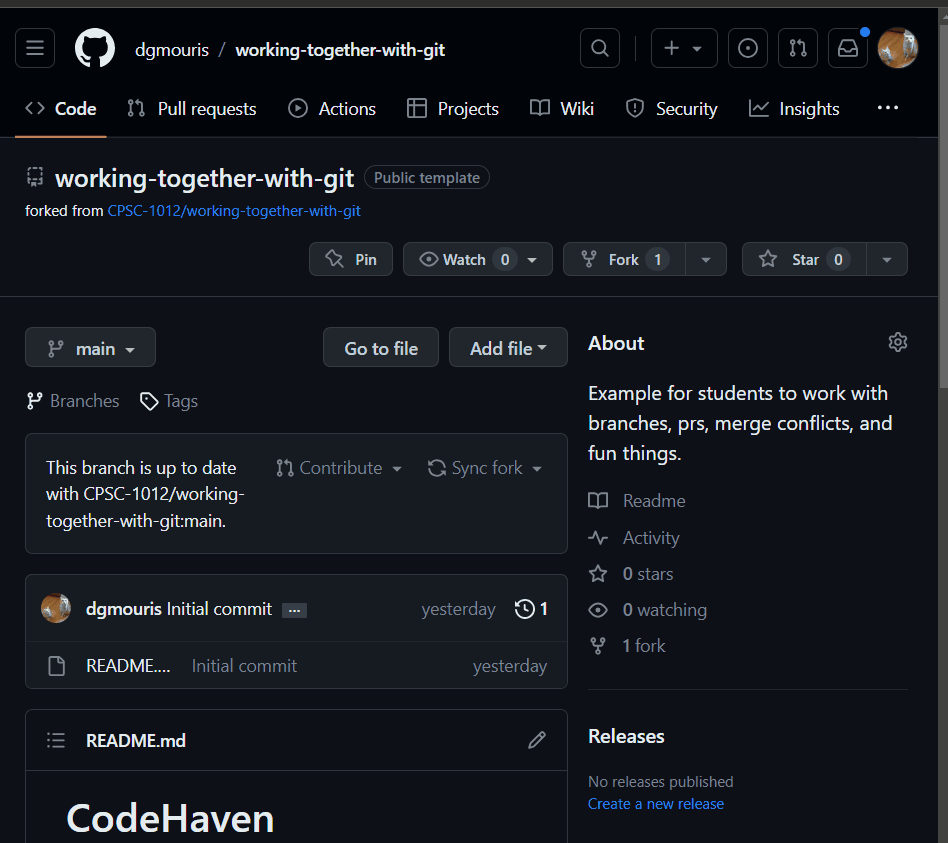 dgmouris / working-together-with-git
Code Pull requests Actions Projects Wiki Security Insights ...
working-together-with-git Public template
forked from CPSC-1012/working-together-with-git
Pin Watch 0 Fork 1 Star 0
main Go to file Add file
Branches Tags
This branch is up to date
with CPSC-1012/working-
together-with-git:main.
Contribute Sync fork
dgmouris Initial commit ... yesterday 1
README.... Initial commit yesterday
README.md
CodeHaven
About
Example for students to work with
branches, prs, merge conflicts, and
fun things.
Readme
Activity
0 stars
0 watching
1 fork
Releases
No releases published
Create a new release